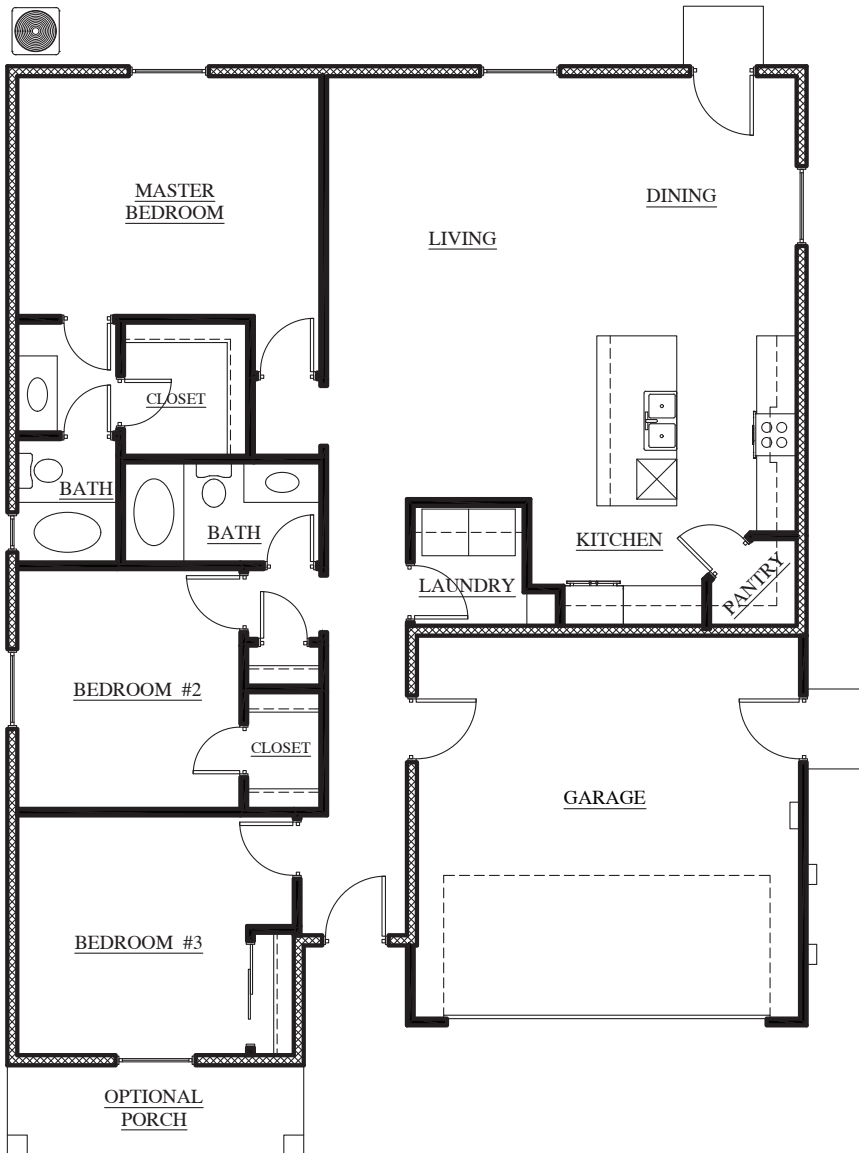 MASTER
BEDROOM
DINING
LIVING
CLOSET
BATH
BATH
KITCHEN
PANTRY
LAUNDRY
BEDROOM #2
CLOSET
GARAGE
BEDROOM #3
OPTIONAL
PORCH